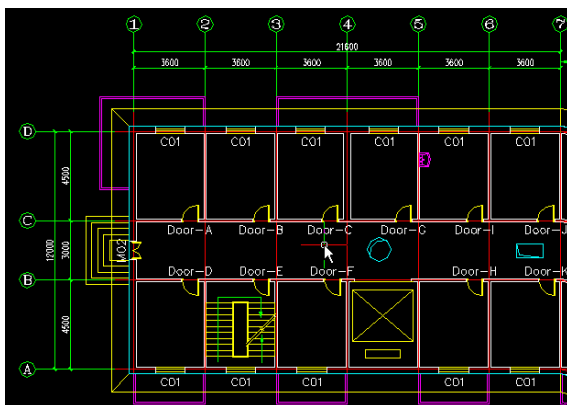 1 2 3 4 5 6 7
21600
3600 3600 3600 3600 3600 3600
D
C01 C01 C01 C01 C01 C01
4500
C
Door-A Door-B Door-C Door-G Door-I Door-J
M02
12000 3000
Door-D Door-E Door-F Door-H Door-K
B
4500
A
C01 C01 C01 C01 C01